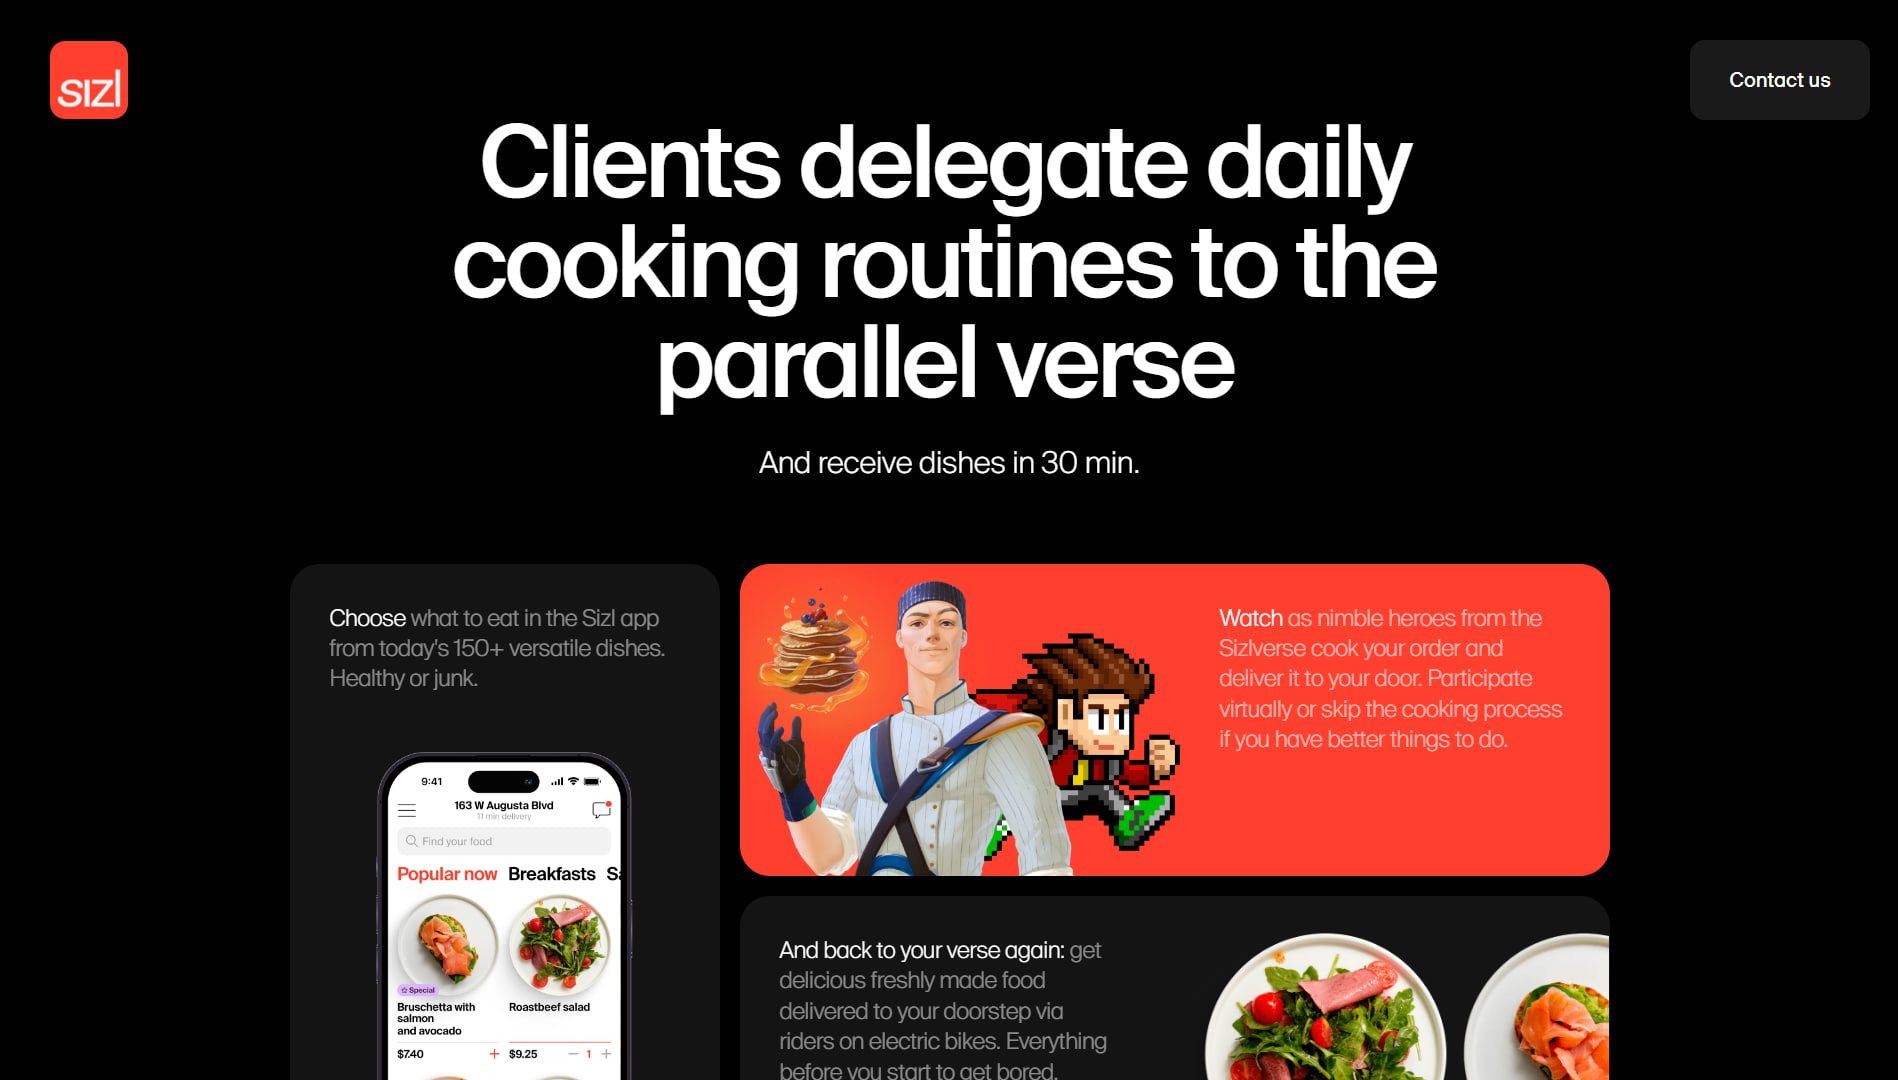 sizl
Contact us
Clients delegate daily
cooking routines to the
parallel verse
And receive dishes in 30 min.
Choose what to eat in the Sizl app
from today's 150+ versatile dishes.
Healthy or junk.
9:41
163 W Augusta Blvd
11 min delivery
Find your food
Popular now Breakfasts Sa
Special
Bruschetta with
salmon
and avocado
$7.40 +
Roastbeef salad
$9.25 — 1 +
Watch as nimble heroes from the
Sizlverse cook your order and
deliver it to your door. Participate
virtually or skip the cooking process
if you have better things to do.
And back to your verse again: get
delicious freshly made food
delivered to your doorstep via
riders on electric bikes. Everything
before you start to get bored.